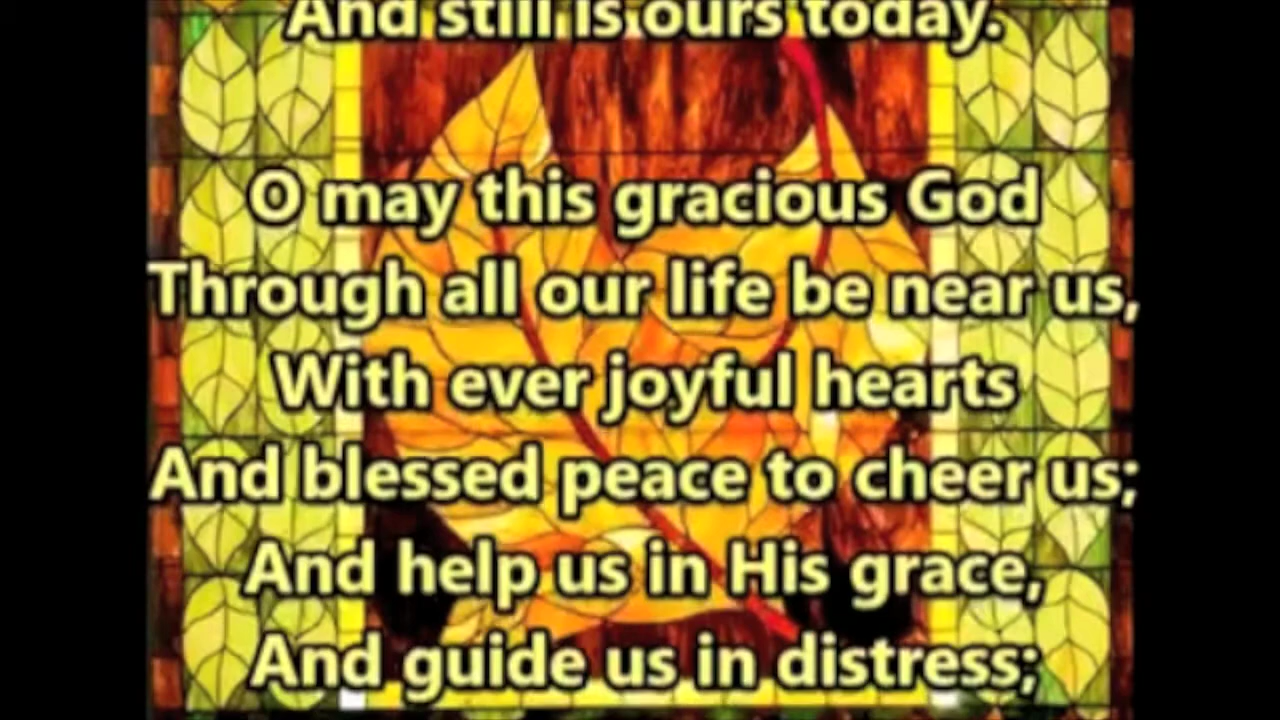 And still is ours today.
O may this gracious God
Through all our life be near us,
With ever joyful hearts
And blessed peace to cheer us;
And help us in His grace,
And guide us in distress;